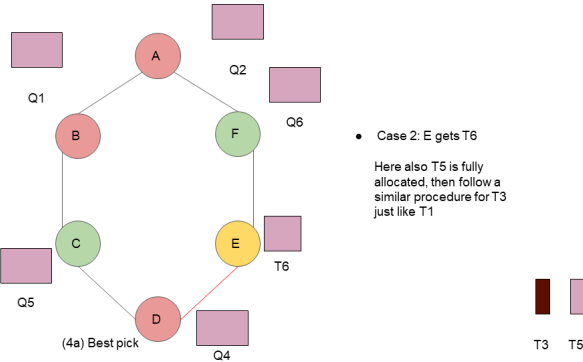 A
Q2
Q1
Q6
B
F
Case 2: E gets T6
Here also T5 is fully
allocated, then follow a
similar procedure for T3
just like T1
C
E
T6
Q5
D
(4a) Best pick
Q4
T3
T5